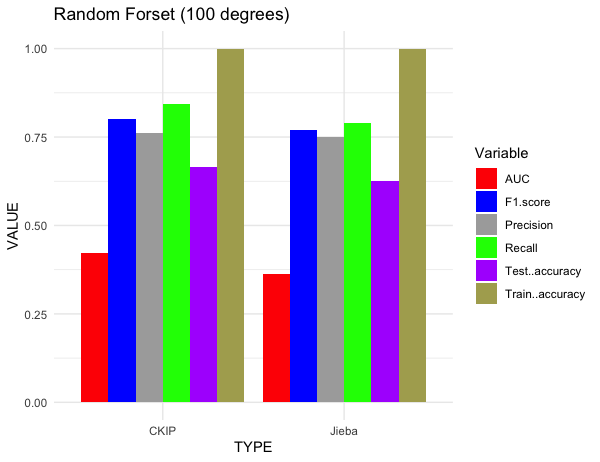 Random Forset (100 degrees)
1.00
0.75
0.50
0.25
0.00
VALUE
CKIP
Jieba
TYPE
Variable
AUC
F1.score
Precision
Recall
Test..accuracy
Train..accuracy